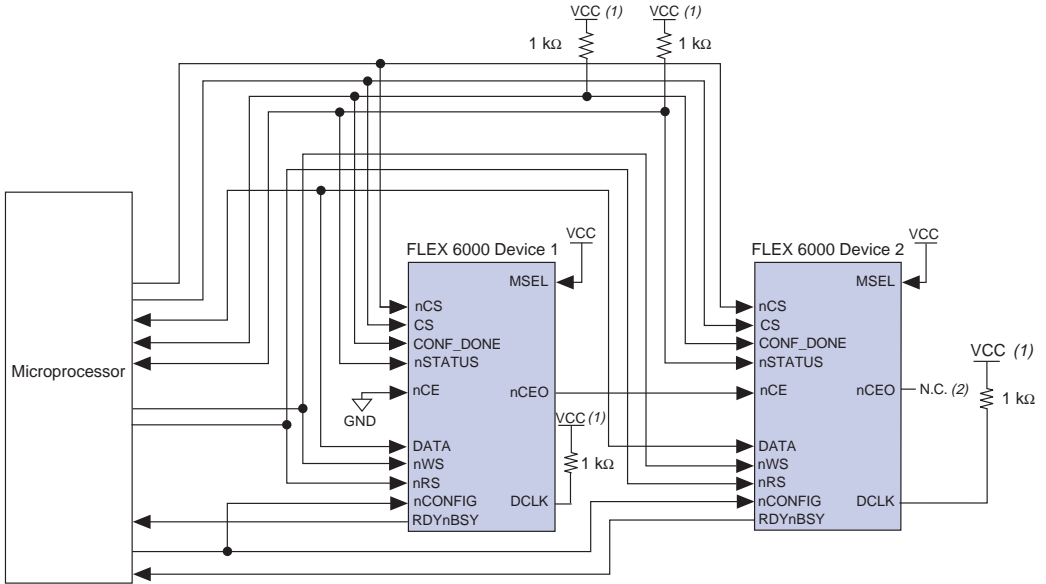 VCC (1)
VCC (1)
1 kΩ
1 kΩ
VCC
VCC
FLEX 6000 Device 1
FLEX 6000 Device 2
MSEL
MSEL
nCS
nCS
CS
CS
CONF_DONE
CONF_DONE
nSTATUS
nSTATUS
VCC (1)
Microprocessor
nCE
nCEO
nCE
nCEO
N.C. (2)
1 kΩ
GND
VCC (1)
DATA
DATA
nWS
1 kΩ
nWS
nRS
nRS
nCONFIG
DCLK
nCONFIG
DCLK
RDYnBSY
RDYnBSY